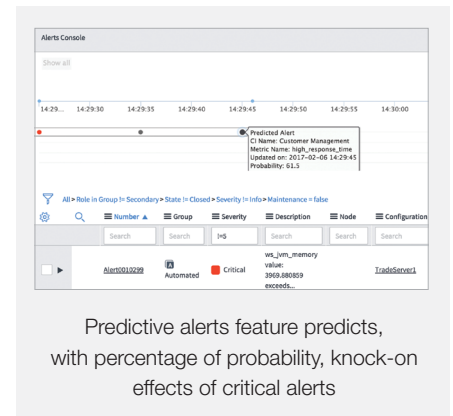 Alerts Console
Show all
14:29... 14:29:30 14:29:35 14:29:40 14:29:45 14:29:50 14:29:55 14:30:00
Predicted Alert
CI Name: Customer Management
Metric Name: high_response_time
Updated on: 2017-02-06 14:29:45
Probability: 61.5
All > Role in Group != Secondary > State != Closed > Severity != Info > Maintenance = false
Number ▲ Group Severity Description Node Configuration
Search Search !=5 Search Search Search
Alert0010299 A Automated Critical ws_jvm_memory value: 3969.880859 exceeds... TradeServer1
Predictive alerts feature predicts,
with percentage of probability, knock-on
effects of critical alerts